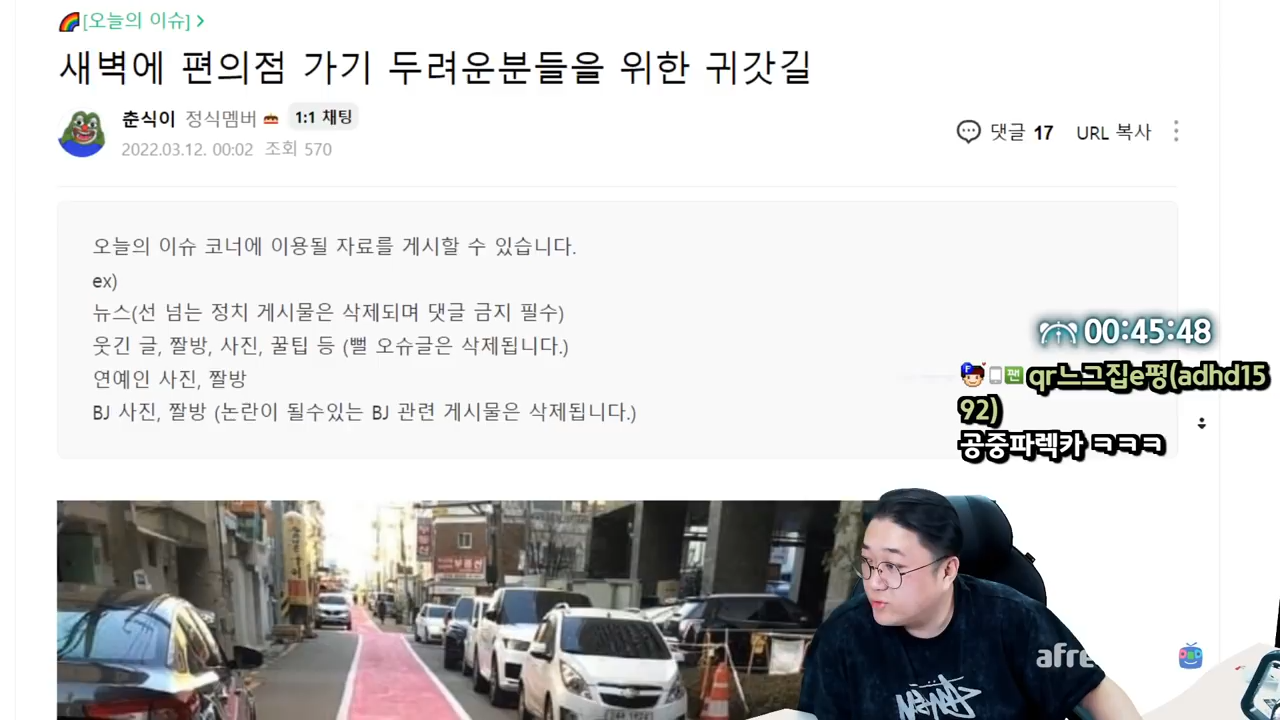 [오늘의 이슈] >
새벽에 편의점 가기 두려운분들을 위한 귀갓길
춘식이 정식멤버 1:1 채팅
2022.03.12. 00:02 조회 570
댓글 17 URL 복사
오늘의 이슈 코너에 이용될 자료를 게시할 수 있습니다.
ex)
뉴스(선 넘는 정치 게시물은 삭제되며 댓글 금지 필수)
웃긴 글, 짤방, 사진, 꿀팁 등 (뻘 오슈글은 삭제됩니다.)
연예인 사진, 짤방
BJ 사진, 짤방 (논란이 될수있는 BJ 관련 게시물은 삭제됩니다.)
00:45:48
F 팬 qr느그집e평(adhd15
92)
공중파렉카 ㅋㅋㅋ
afre